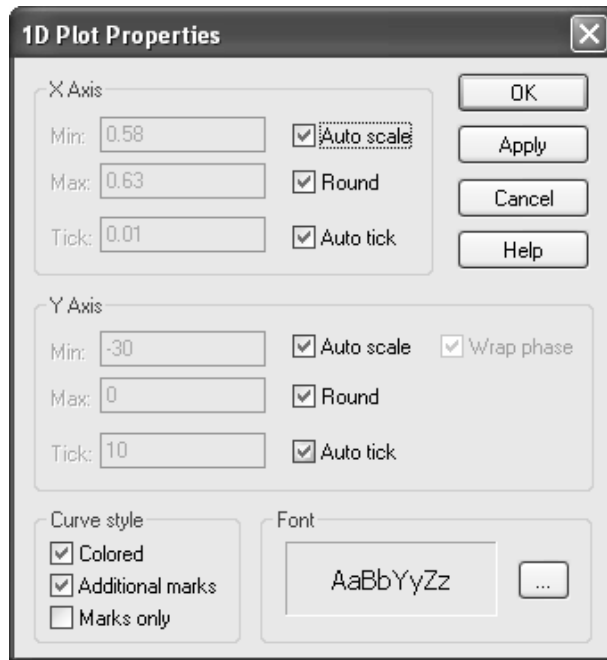 1D Plot Properties
X Axis
Min: 0.58
Auto scale
Max: 0.63
Round
Tick: 0.01
Auto tick
OK
Apply
Cancel
Help
Y Axis
Min: -30
Auto scale
Wrap phase
Max: 0
Round
Tick: 10
Auto tick
Curve style
Colored
Additional marks
Marks only
Font
AaBbYyZz
...